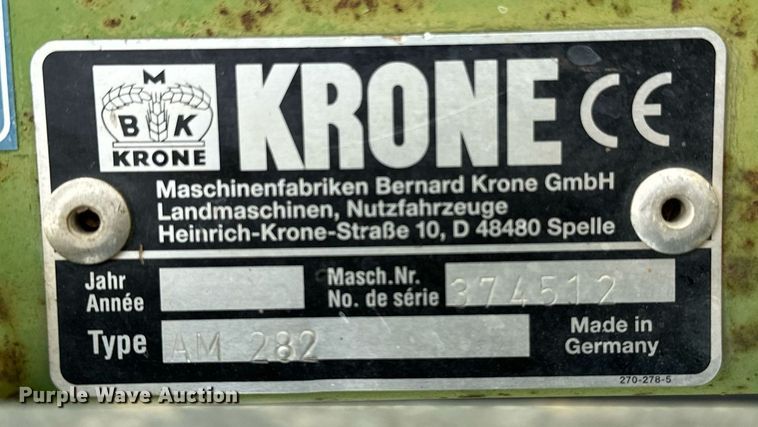 M
B K
KRONE
KRONE CE
Maschinenfabriken Bernard Krone GmbH
Landmaschinen, Nutzfahrzeuge
Heinrich-Krone-Straße 10, D 48480 Spelle
Jahr
Année
Masch.Nr.
No. de série
374512
Type AM 282
Made in
Germany
270-278-5
Purple Wave Auction